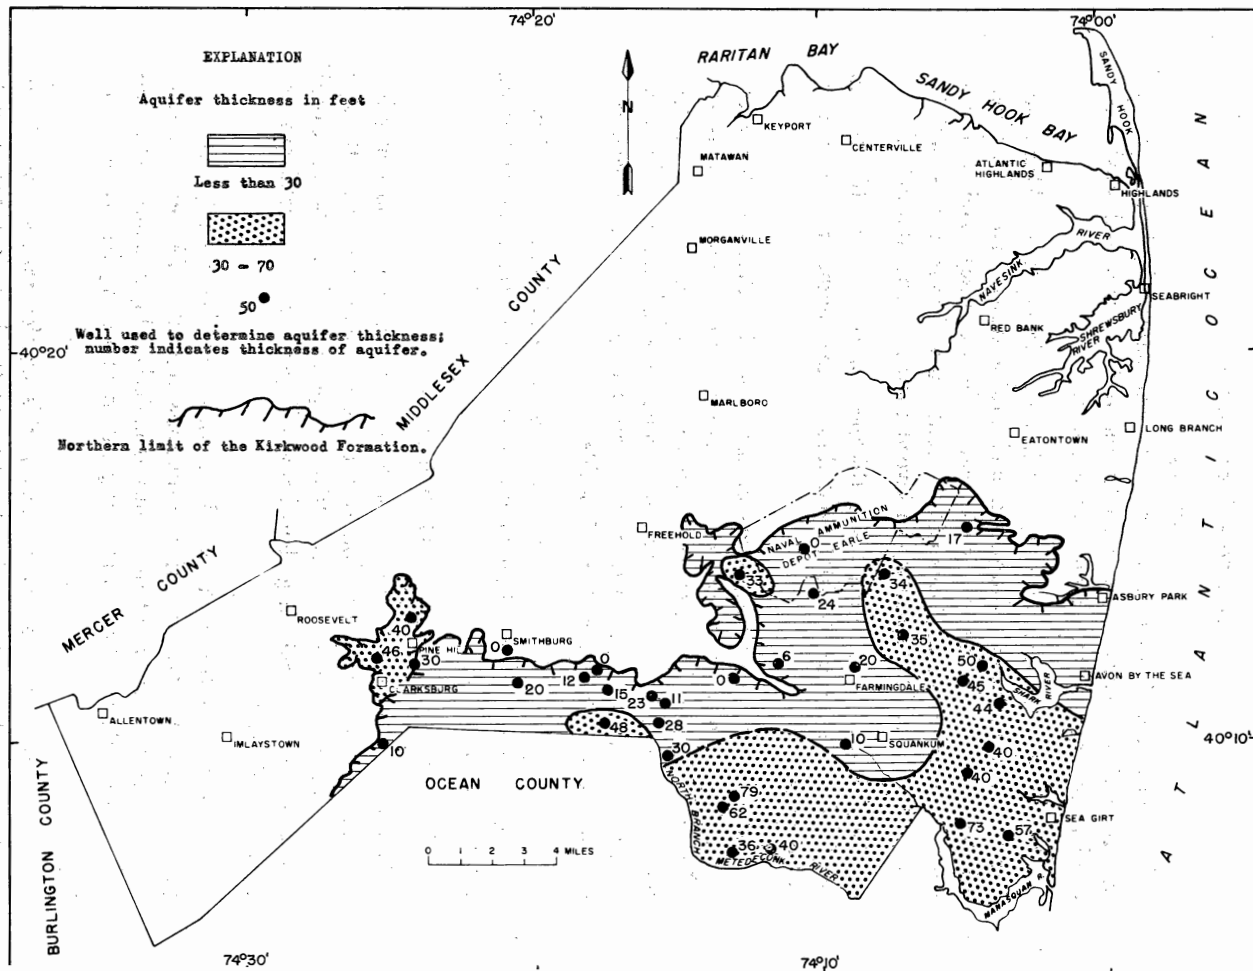 74°20'
74°00'
EXPLANATION
Aquifer thickness in feet
Less than 30
30 - 70
50
Well used to determine aquifer thickness;
number indicates thickness of aquifer.
Northern limit of the Kirkwood Formation.
N
RARITAN BAY
SANDY HOOK BAY
SANDY HOOK
ATLANTIC OCEAN
KEYPORT
CENTERVILLE
MATAWAN
ATLANTIC
HIGHLANDS
HIGHLANDS
MORGANVILLE
NAVESINK RIVER
SEABRIGHT
RED BANK
SHREWSBURY
RIVER
40°20'
MIDDLESEX COUNTY
MARLBORO
EATONTOWN
LONG BRANCH
FREEHOLD
NAVAL AMMUNITION
DEPOT EARLE
0
17
33
34
24
MERCER COUNTY
ROOSEVELT
ASBURY PARK
40
PINE HILL
SMITHBURG
0
35
46
30
0
6
20
50
CLARKSBURG
20
12
15
0
FARMINGDALE
45
SHARK
RIVER
AVON BY THE SEA
23
11
44
ALLENTOWN
IMLAYSTOWN
10
48
28
10
SQUANKUM
40
40°10'
30
40
OCEAN COUNTY
NORTH BRANCH
METEDECONK
RIVER
79
62
36
40
73
57
SEA GIRT
MANASQUAN R.
0 1 2 3 4 MILES
BURLINGTON COUNTY
74°30'
74°10'